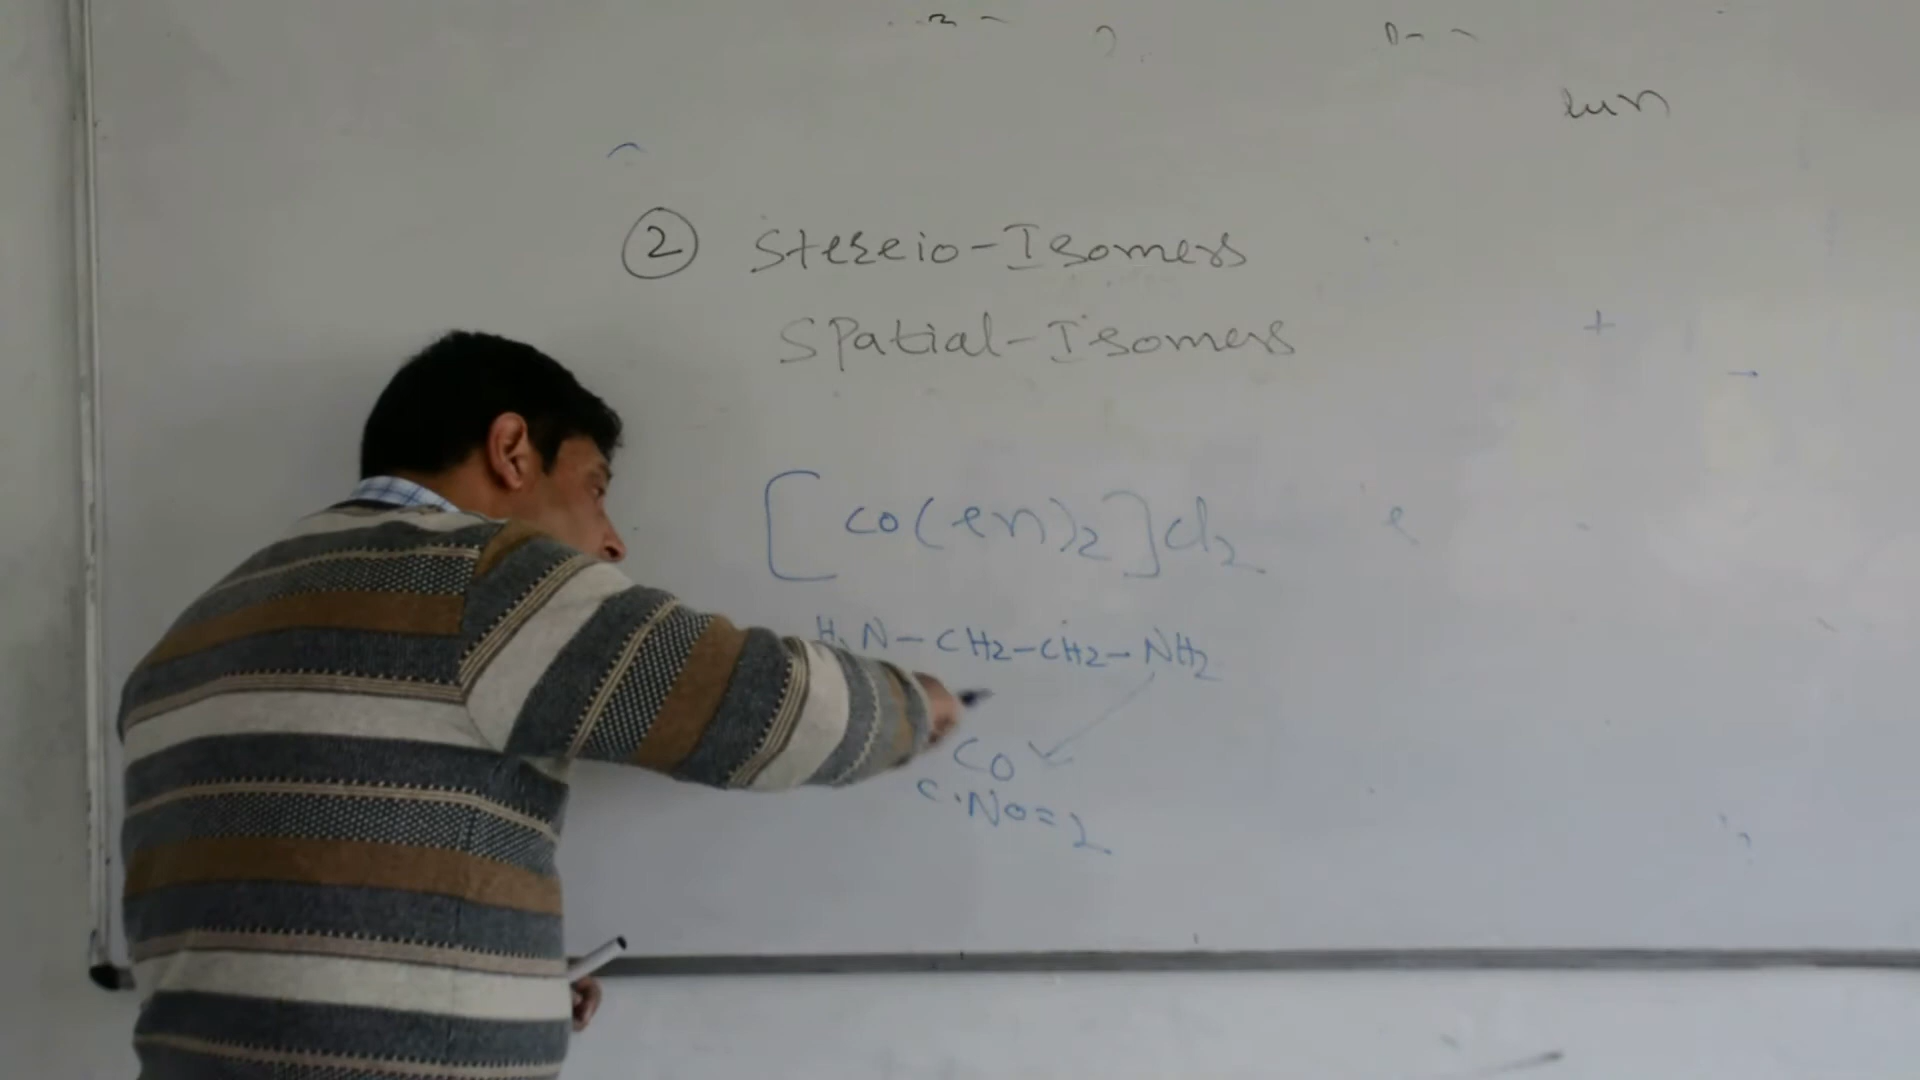 ② Stereio-Isomers
Spatial-Isomers
[Co(en)2]Cl2
H2N-CH2-CH2-NH2
Co
C.No=2